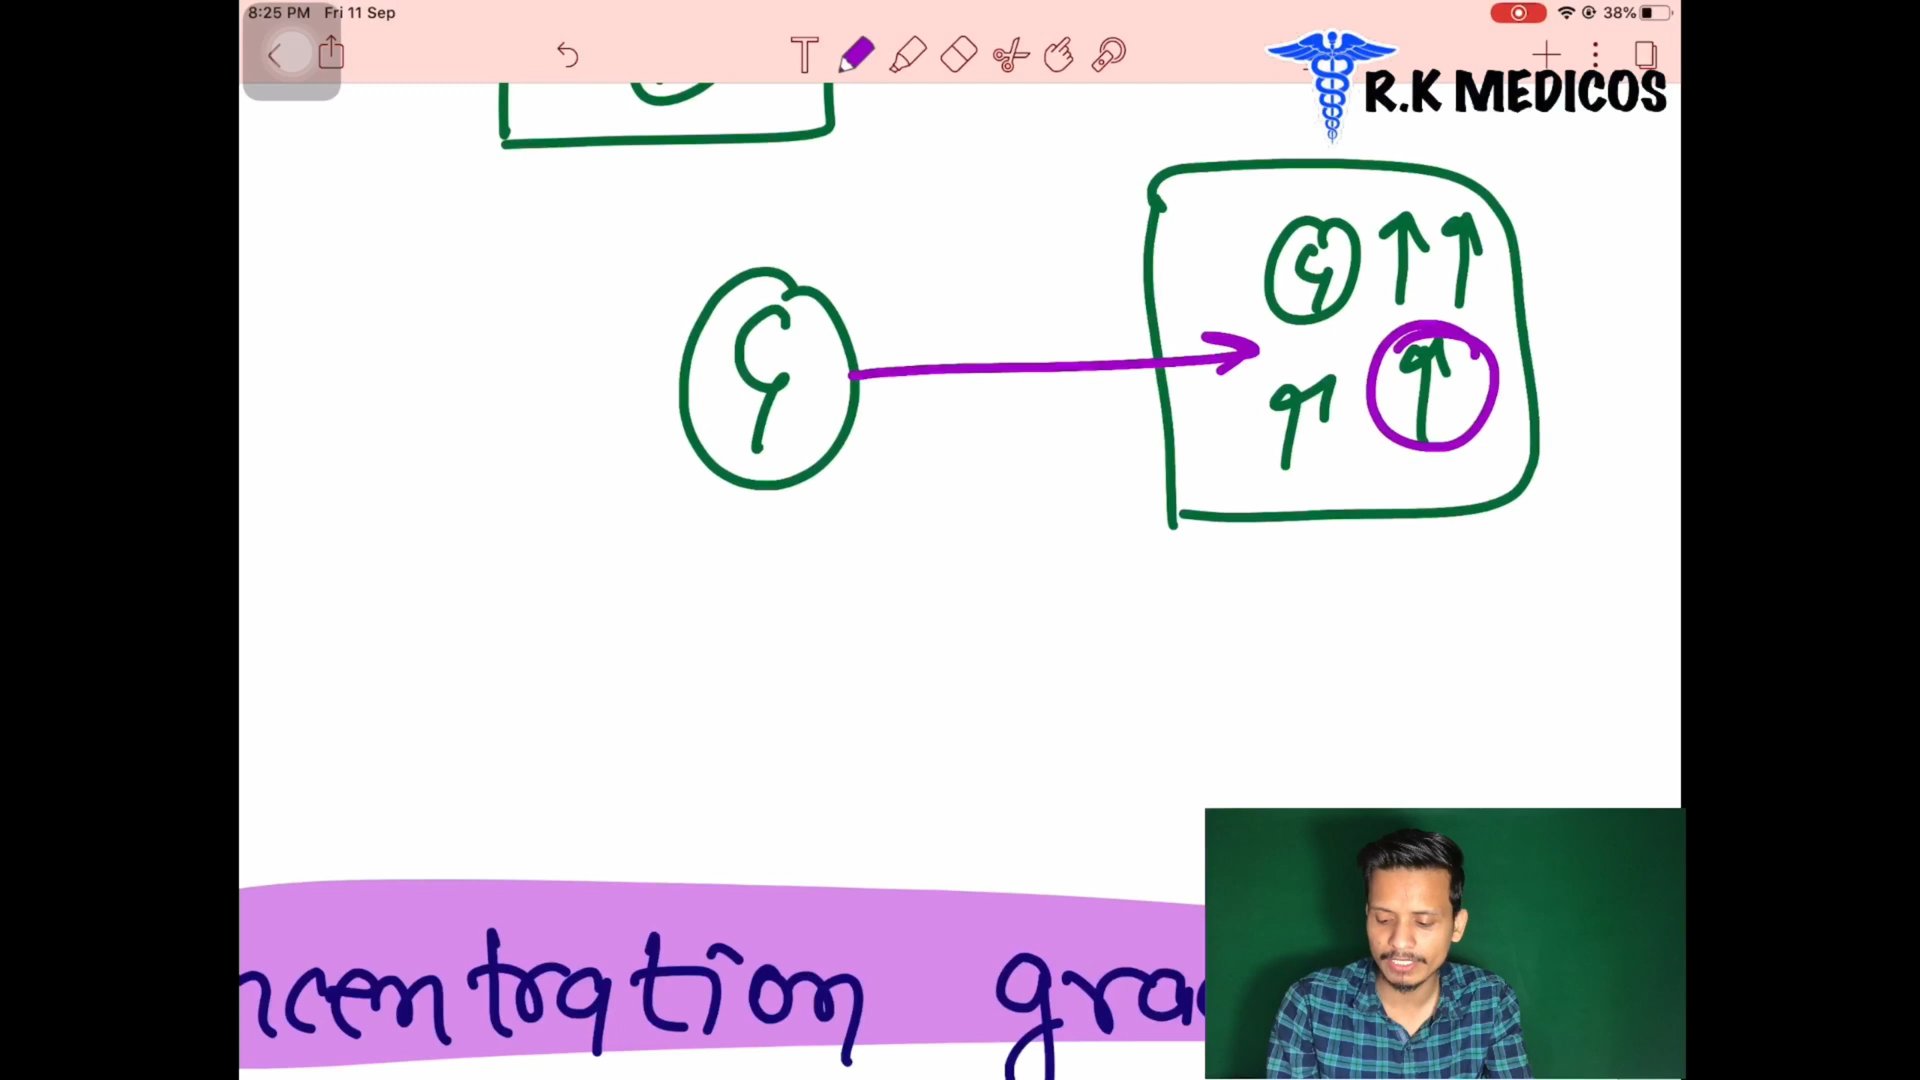 8:25 PM Fri 11 Sep 38%
T
R.K MEDICOS
G
G ↑ ↑
↑ ↑
ncentration gra